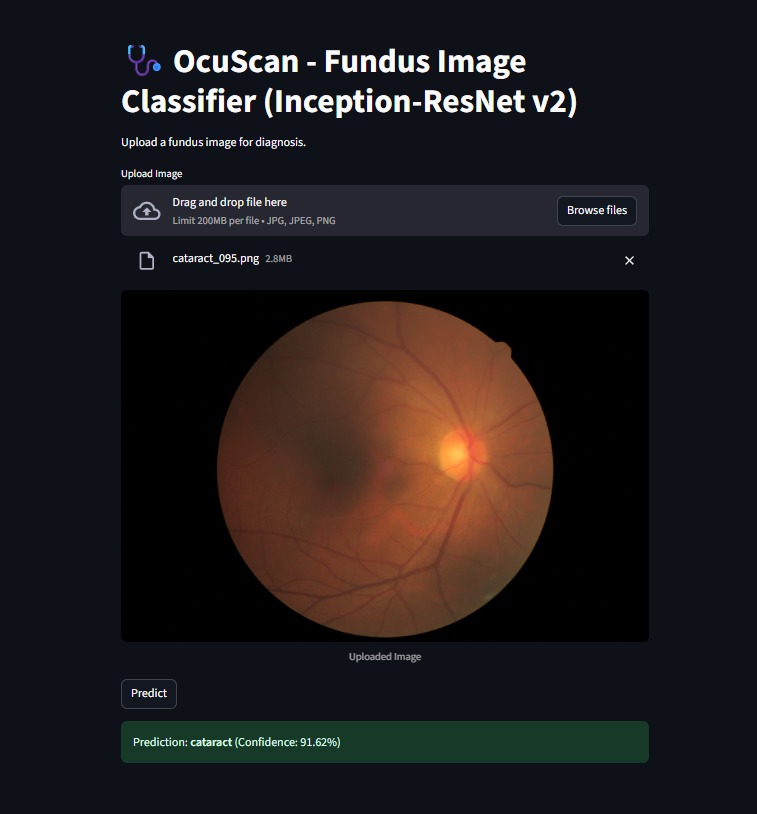 OcuScan - Fundus Image
Classifier (Inception-ResNet v2)
Upload a fundus image for diagnosis.
Upload Image
Drag and drop file here
Limit 200MB per file • JPG, JPEG, PNG
Browse files
cataract_095.png 2.8MB
Uploaded Image
Predict
Prediction: cataract (Confidence: 91.62%)